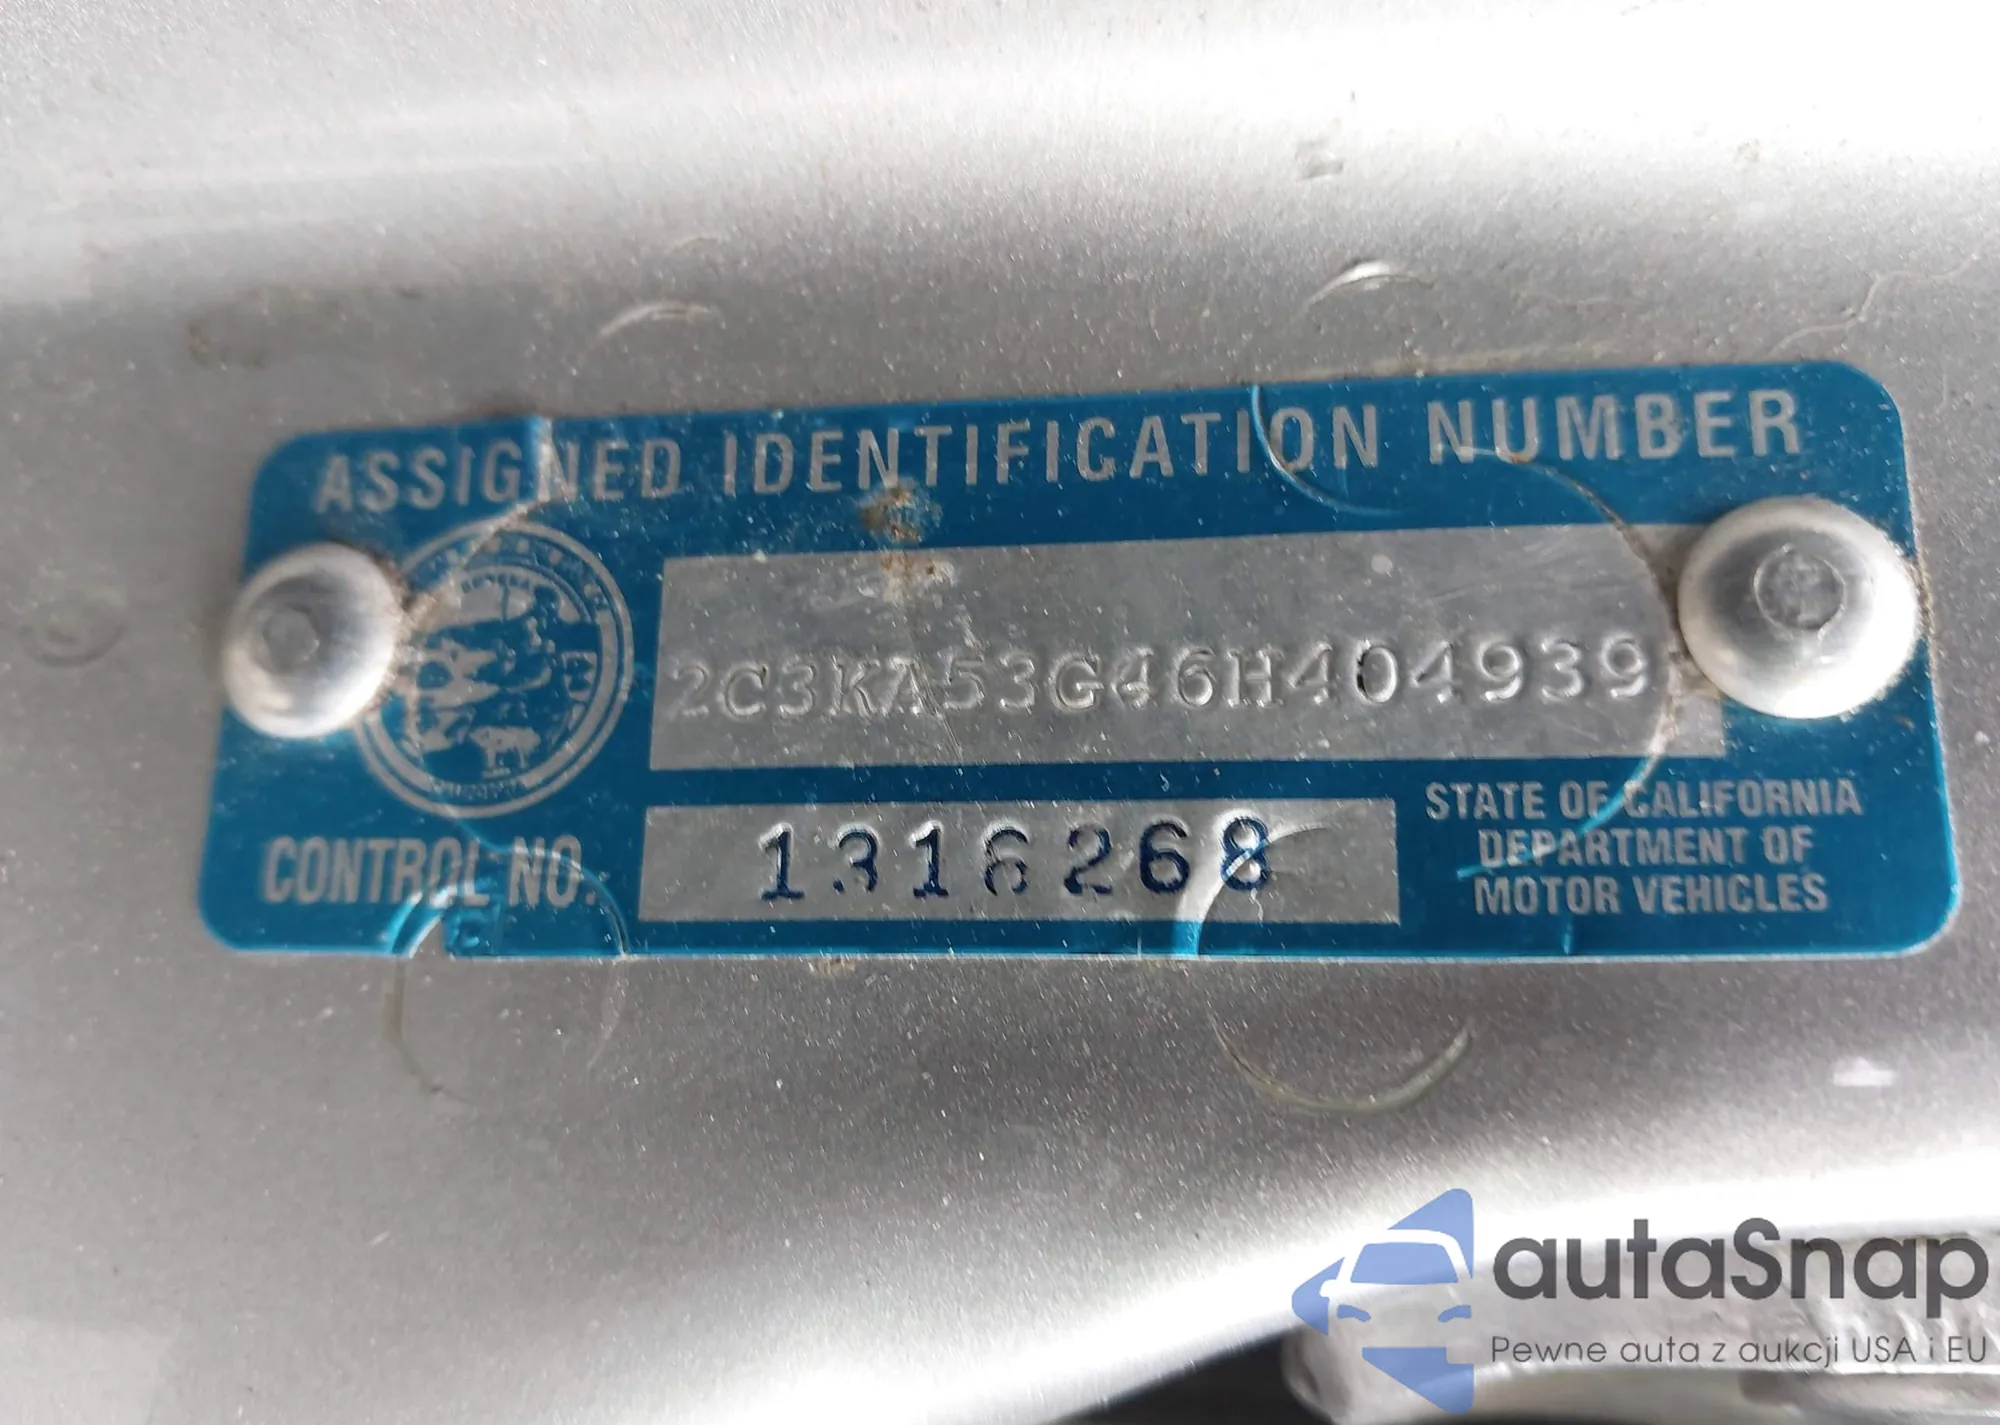 ASSIGNED IDENTIFICATION NUMBER
2C3KA53G46H404939
CONTROL NO.:
1316268
STATE OF CALIFORNIA
DEPARTMENT OF
MOTOR VEHICLES
autaSnap
Pewne auta z aukcji USA i EU